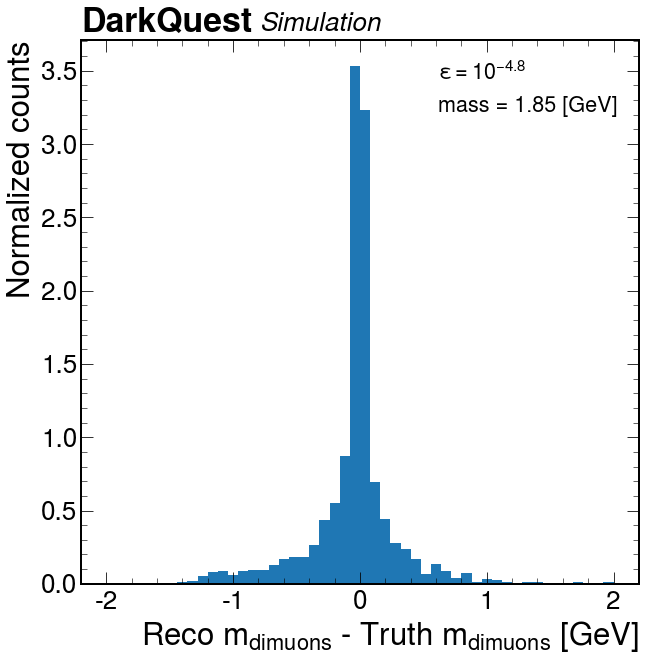 DarkQuest Simulation
ε = 10^−4.8
mass = 1.85 [GeV]
Normalized counts
3.5
3.0
2.5
2.0
1.5
1.0
0.5
0.0
-2 -1 0 1 2
Reco m_dimuons - Truth m_dimuons [GeV]